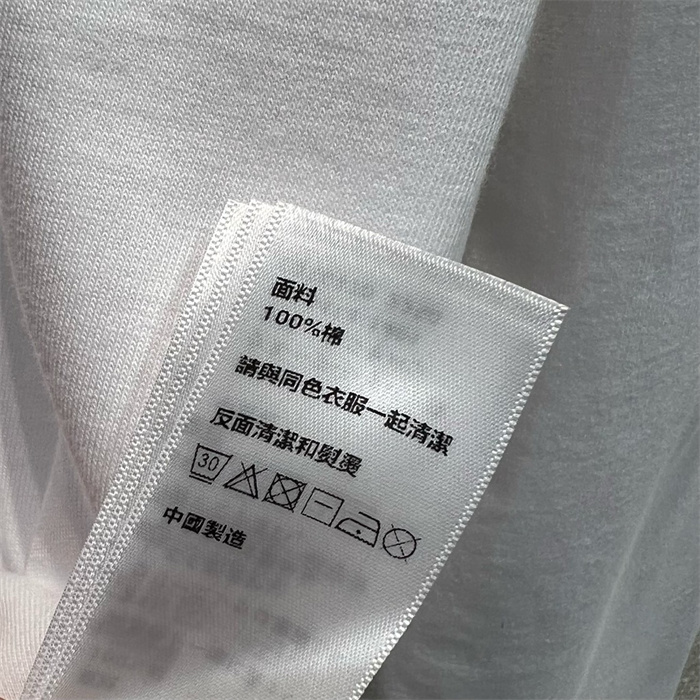 面料
100%棉
請與同色衣服一起清潔
反面清潔和熨燙
30
中國製造